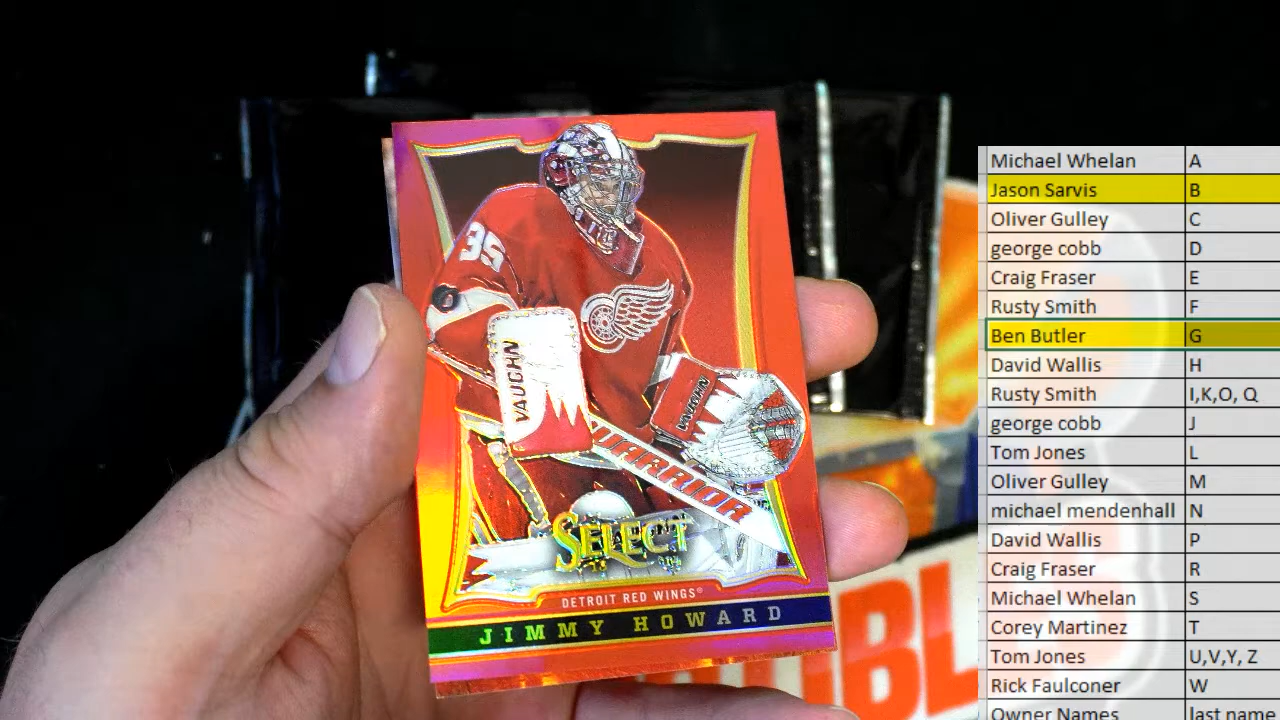 35
VAUGHN
VAUGHN
WARRIOR
SELECT
DETROIT RED WINGS®
JIMMY HOWARD
Michael Whelan A
Jason Sarvis B
Oliver Gulley C
george cobb D
Craig Fraser E
Rusty Smith F
Ben Butler G
David Wallis H
Rusty Smith I,K,O, Q
george cobb J
Tom Jones L
Oliver Gulley M
michael mendenhall N
David Wallis P
Craig Fraser R
Michael Whelan S
Corey Martinez T
Tom Jones U,V,Y, Z
Rick Faulconer W
Owner Names last name